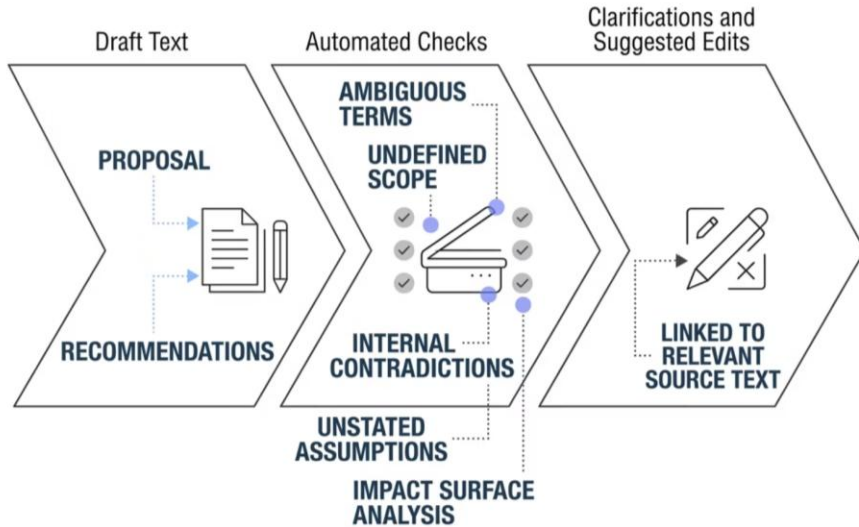 Draft Text
Automated Checks
Clarifications and
Suggested Edits
PROPOSAL
RECOMMENDATIONS
AMBIGUOUS
TERMS
UNDEFINED
SCOPE
INTERNAL
CONTRADICTIONS
UNSTATED
ASSUMPTIONS
IMPACT SURFACE
ANALYSIS
LINKED TO
RELEVANT
SOURCE TEXT